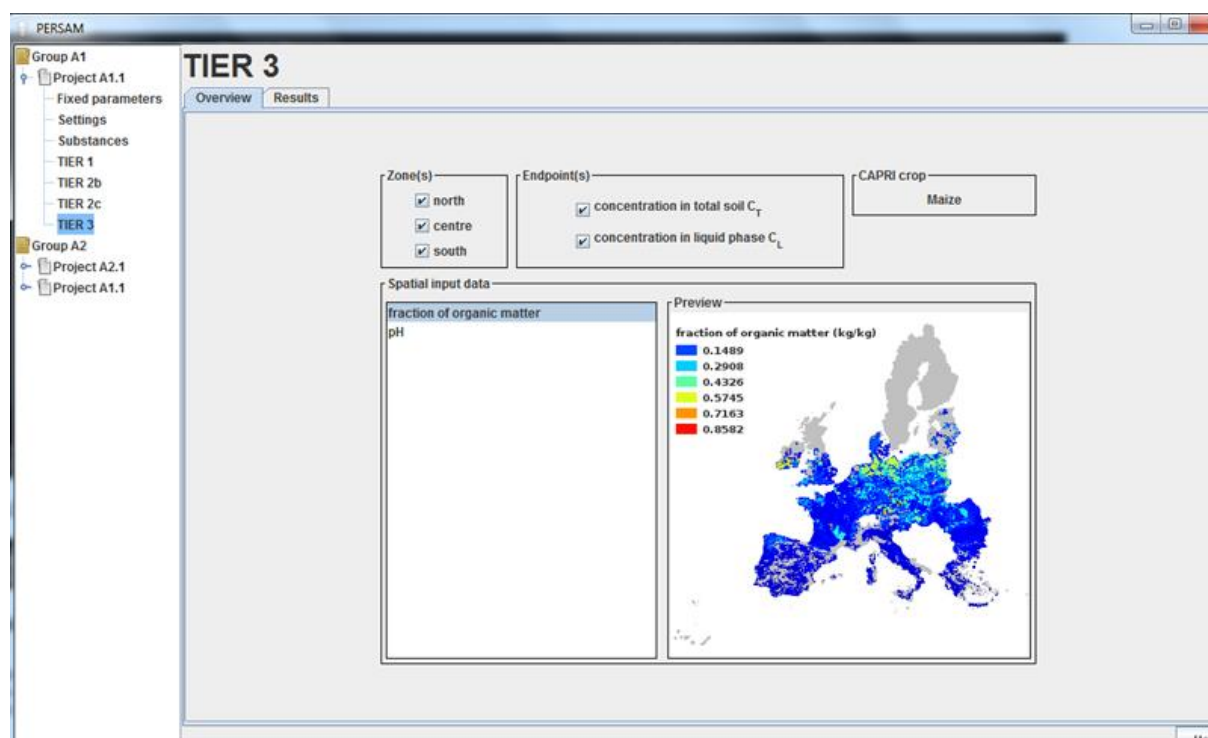 PERSAM
Group A1
Project A1.1
Fixed parameters
Settings
Substances
TIER 1
TIER 2b
TIER 2c
TIER 3
Group A2
Project A2.1
Project A1.1
TIER 3
Overview
Results
Zone(s)
north
centre
south
Endpoint(s)
concentration in total soil C_T
concentration in liquid phase C_L
CAPRI crop
Maize
Spatial input data
fraction of organic matter
pH
Preview
fraction of organic matter (kg/kg)
0.1489
0.2908
0.4326
0.5745
0.7163
0.8582